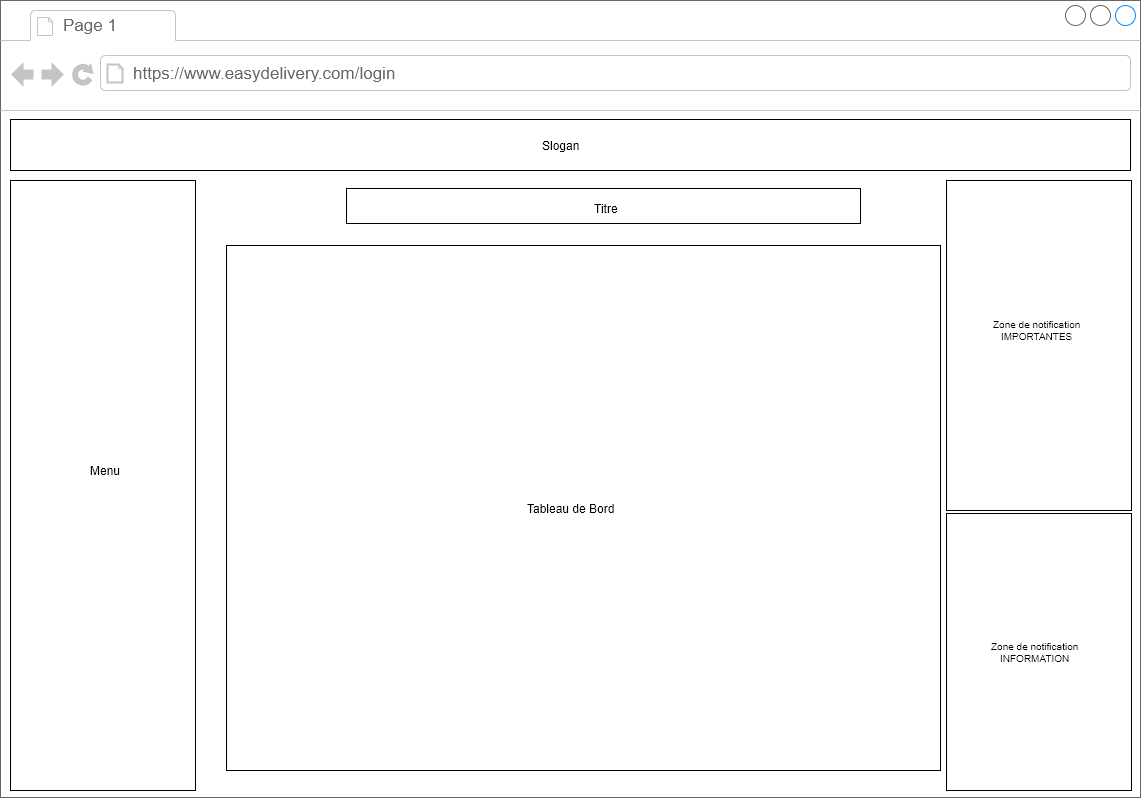 Page 1
https://www.easydelivery.com/login
Slogan
Menu
Titre
Tableau de Bord
Zone de notification
IMPORTANTES
Zone de notification
INFORMATION